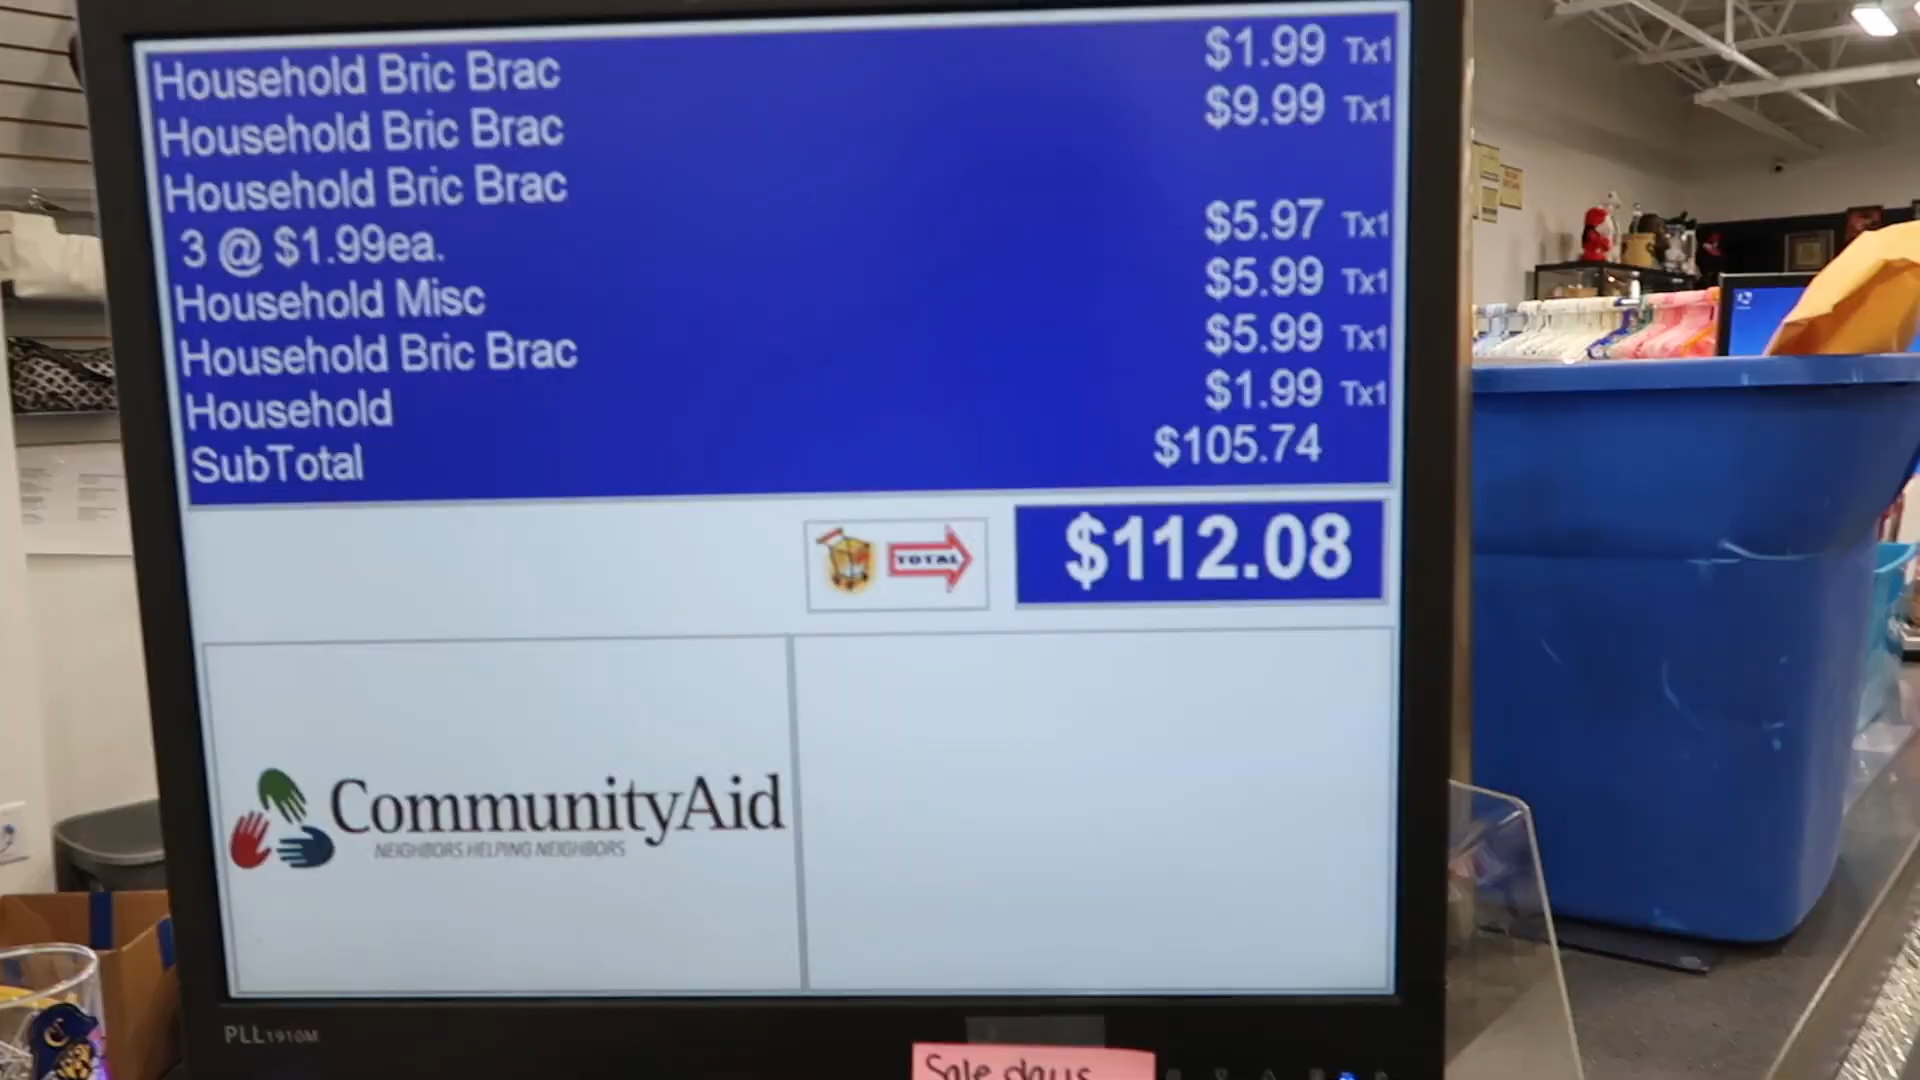 Household Bric Brac $1.99 Tx1
Household Bric Brac $9.99 Tx1
Household Bric Brac
3 @ $1.99ea. $5.97 Tx1
Household Misc $5.99 Tx1
Household Bric Brac $5.99 Tx1
Household $1.99 Tx1
SubTotal $105.74
TOTAL $112.08
CommunityAid
NEIGHBORS HELPING NEIGHBORS
PLL1910M
Sale days